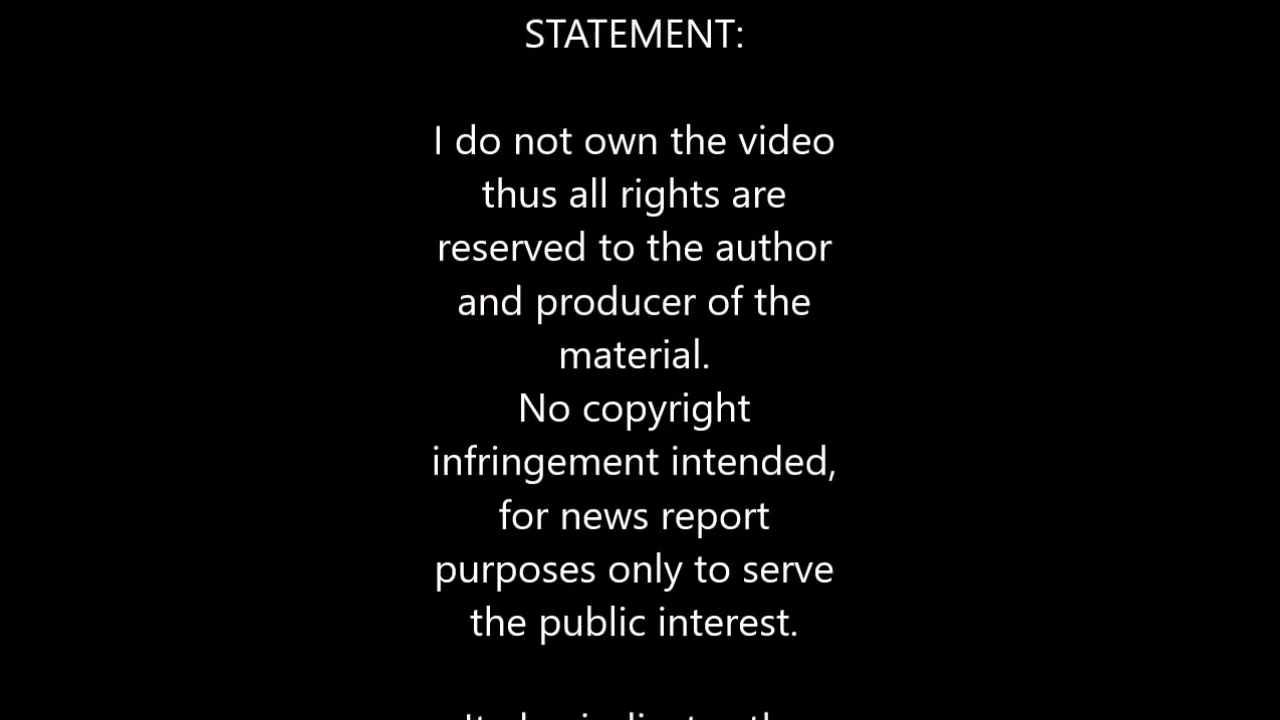 STATEMENT:
I do not own the video
thus all rights are
reserved to the author
and producer of the
material.
No copyright
infringement intended,
for news report
purposes only to serve
the public interest.